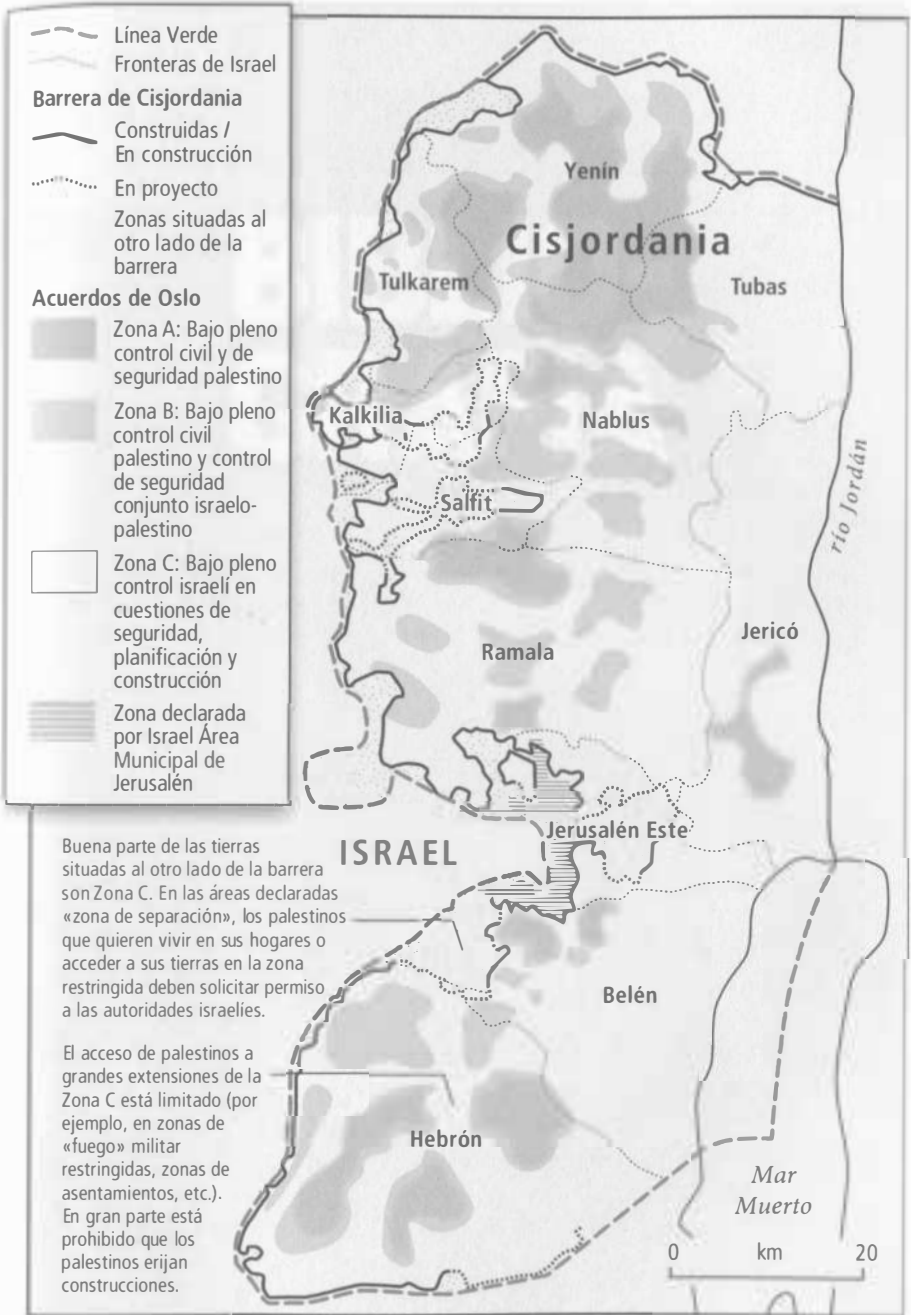 Línea Verde
Fronteras de Israel
Barrera de Cisjordania
Construidas /
En construcción
En proyecto
Zonas situadas al
otro lado de la
barrera
Acuerdos de Oslo
Zona A: Bajo pleno
control civil y de
seguridad palestino
Zona B: Bajo pleno
control civil
palestino y control
de seguridad
conjunto israelo-
palestino
Zona C: Bajo pleno
control israelí en
cuestiones de
seguridad,
planificación y
construcción
Zona declarada
por Israel Área
Municipal de
Jerusalén
Yenín
Cisjordania
Tulkarem
Tubas
Kalkilia
Nablus
Salfit
río Jordán
Jericó
Ramala
Jerusalén Este
ISRAEL
Buena parte de las tierras
situadas al otro lado de la barrera
son Zona C. En las áreas declaradas
«zona de separación», los palestinos
que quieren vivir en sus hogares o
acceder a sus tierras en la zona
restringida deben solicitar permiso
a las autoridades israelíes.
Belén
El acceso de palestinos a
grandes extensiones de la
Zona C está limitado (por
ejemplo, en zonas de
«fuego» militar
restringidas, zonas de
asentamientos, etc.).
En gran parte está
prohibido que los
palestinos erijan
construcciones.
Hebrón
Mar
Muerto
0 km 20